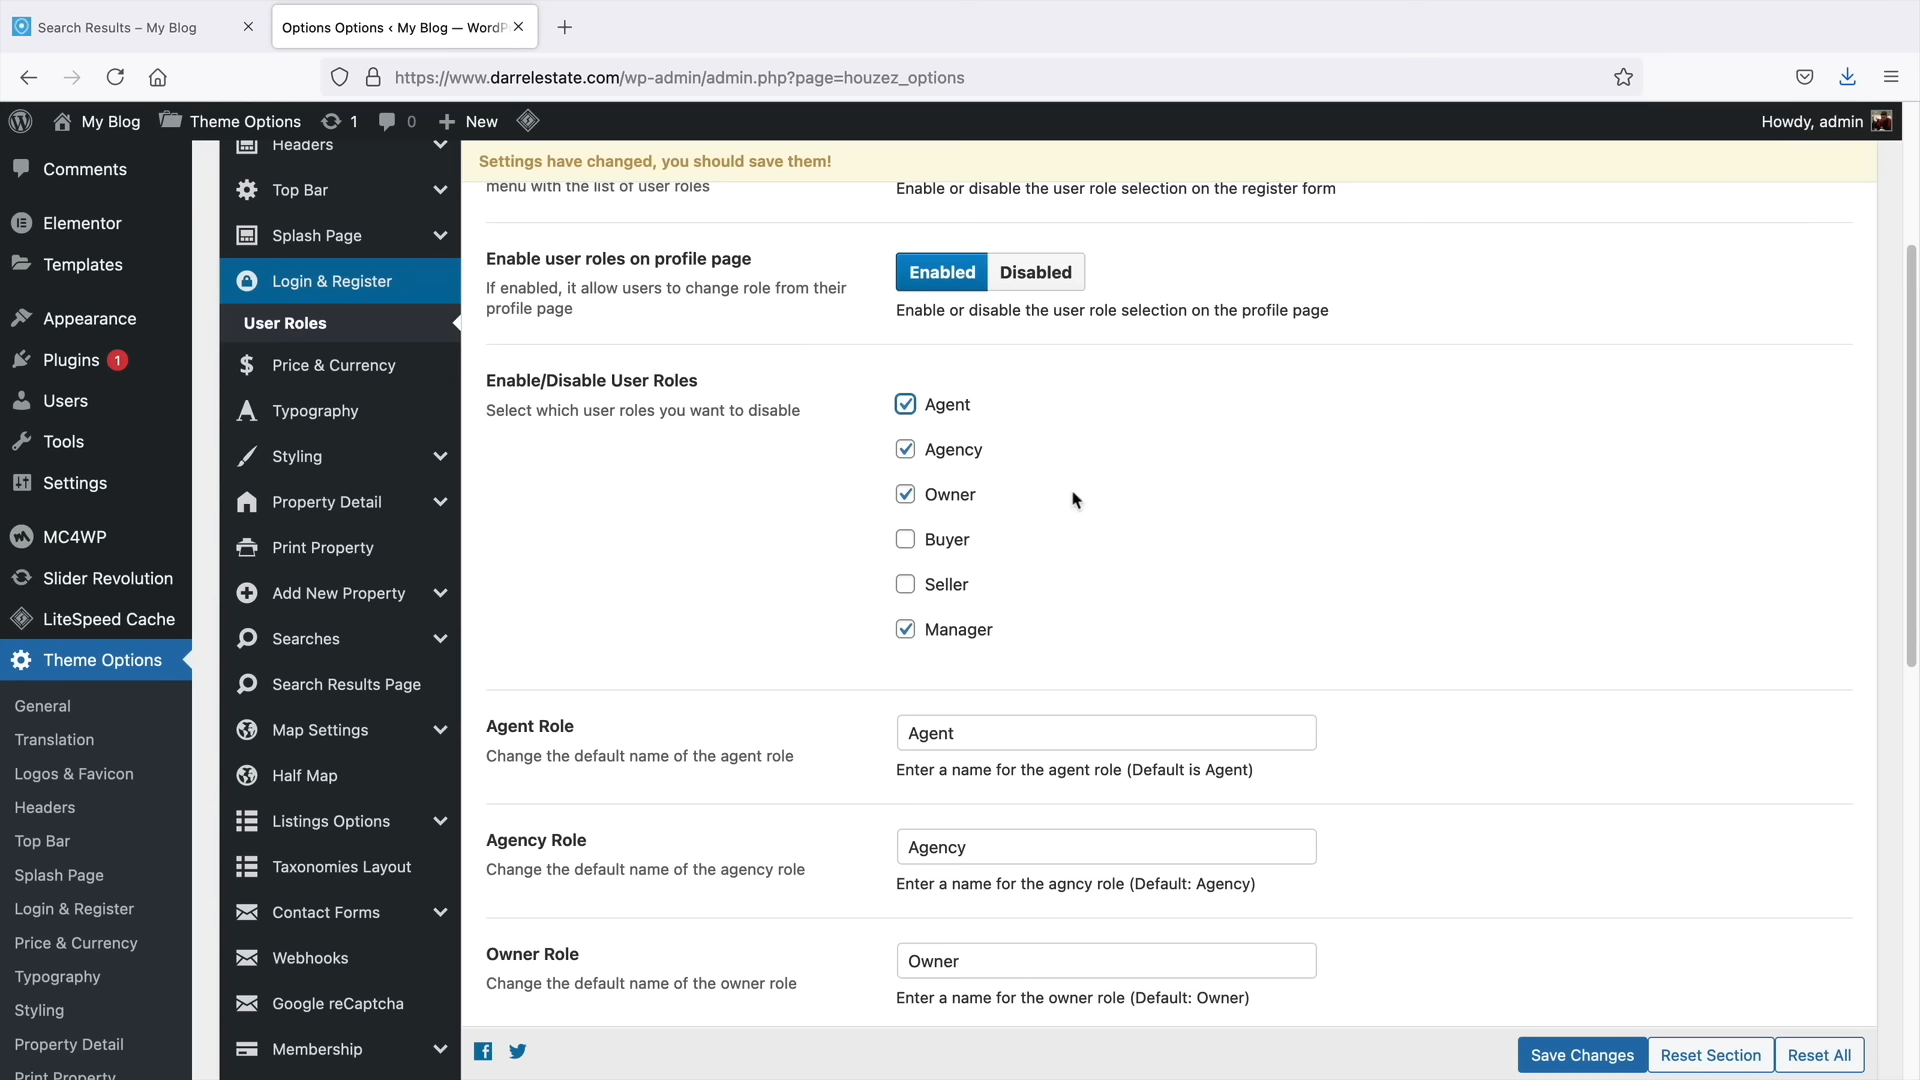 Search Results – My Blog
Options Options ‹ My Blog — WordP
https://www.darrelestate.com/wp-admin/admin.php?page=houzez_options
My Blog
Theme Options
1
0
New
Howdy, admin
Comments
Elementor
Templates
Appearance
Plugins 1
Users
Tools
Settings
MC4WP
Slider Revolution
LiteSpeed Cache
Theme Options
General
Translation
Logos & Favicon
Headers
Top Bar
Splash Page
Login & Register
Price & Currency
Typography
Styling
Property Detail
Print Property
Headers
Top Bar
Splash Page
Login & Register
User Roles
Price & Currency
Typography
Styling
Property Detail
Print Property
Add New Property
Searches
Search Results Page
Map Settings
Half Map
Listings Options
Taxonomies Layout
Contact Forms
Webhooks
Google reCaptcha
Membership
Settings have changed, you should save them!
menu with the list of user roles
Enable or disable the user role selection on the register form
Enable user roles on profile page
If enabled, it allow users to change role from their
profile page
Enabled
Disabled
Enable or disable the user role selection on the profile page
Enable/Disable User Roles
Select which user roles you want to disable
Agent
Agency
Owner
Buyer
Seller
Manager
Agent Role
Change the default name of the agent role
Agent
Enter a name for the agent role (Default is Agent)
Agency Role
Change the default name of the agency role
Agency
Enter a name for the agncy role (Default: Agency)
Owner Role
Change the default name of the owner role
Owner
Enter a name for the owner role (Default: Owner)
Save Changes
Reset Section
Reset All